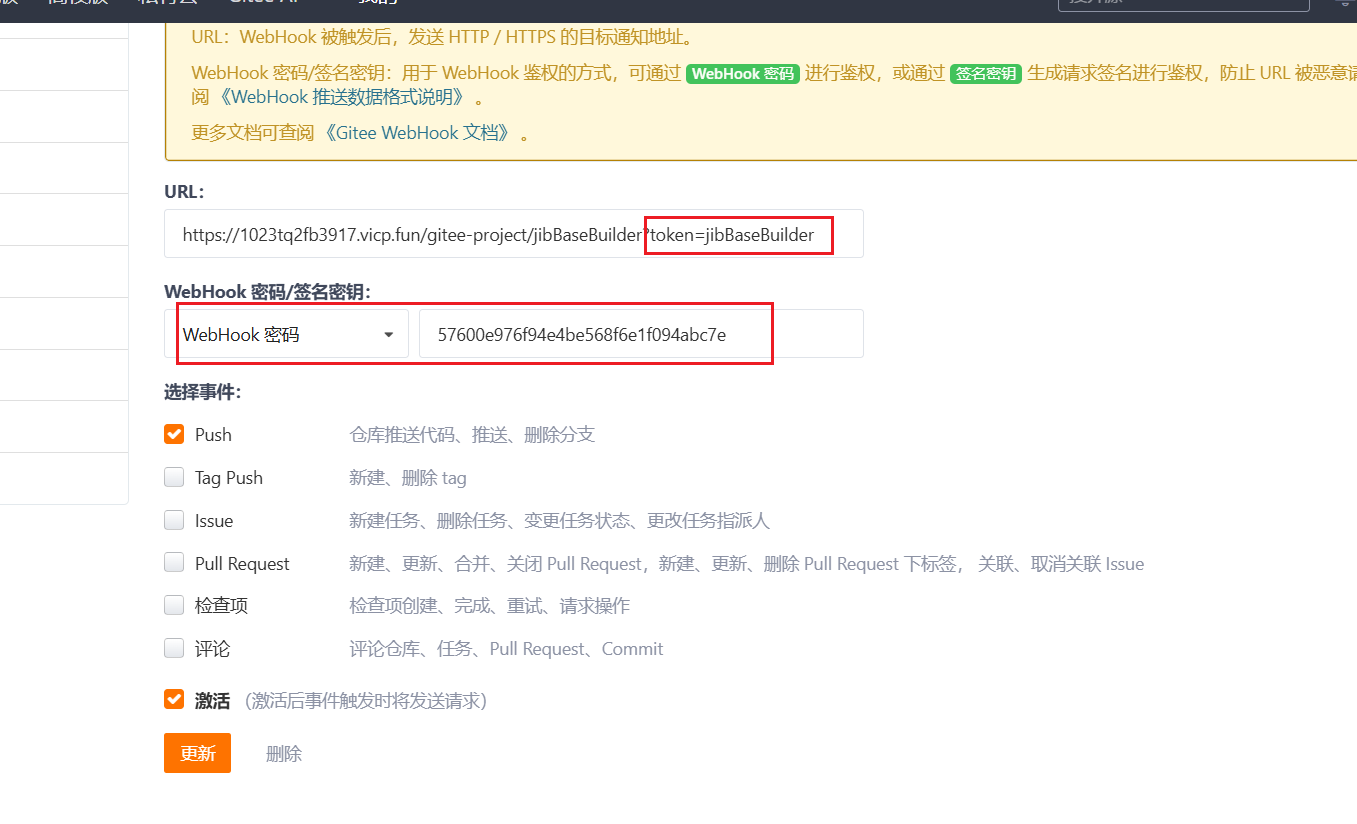 Gitee AI
URL：WebHook 被触发后，发送 HTTP / HTTPS 的目标通知地址。
WebHook 密码/签名密钥：用于 WebHook 鉴权的方式，可通过 WebHook 密码 进行鉴权，或通过 签名密钥 生成请求签名进行鉴权，防止 URL 被恶意请
阅 《WebHook 推送数据格式说明》 。
更多文档可查阅 《Gitee WebHook 文档》 。
URL：
https://1023tq2fb3917.vicp.fun/gitee-project/jibBaseBuilder?token=jibBaseBuilder
WebHook 密码/签名密钥：
WebHook 密码 57600e976f94e4be568f6e1f094abc7e
选择事件：
Push 仓库推送代码、推送、删除分支
Tag Push 新建、删除 tag
Issue 新建任务、删除任务、变更任务状态、更改任务指派人
Pull Request 新建、更新、合并、关闭 Pull Request，新建、更新、删除 Pull Request 下标签， 关联、取消关联 Issue
检查项 检查项创建、完成、重试、请求操作
评论 评论仓库、任务、Pull Request、Commit
激活 （激活后事件触发时将发送请求）
更新 删除